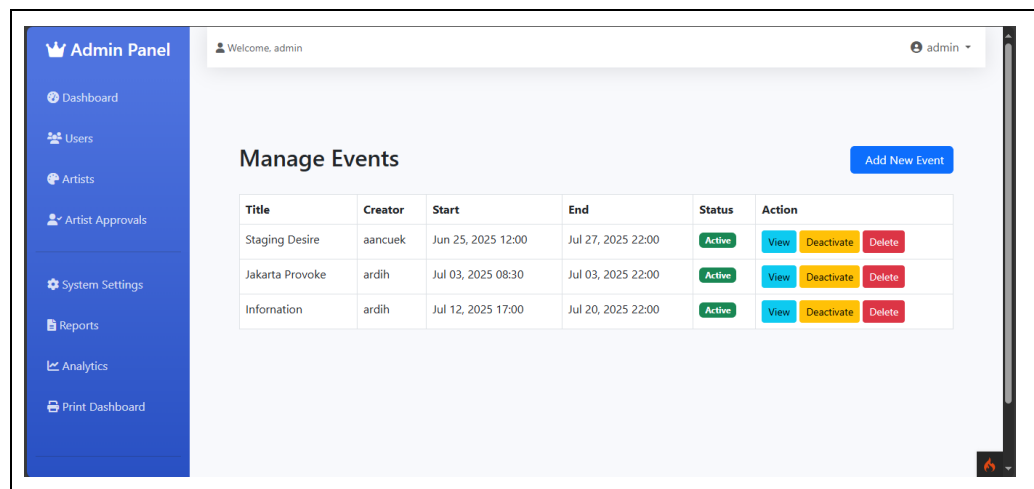 Admin Panel
Welcome, admin
admin
Dashboard
Users
Artists
Artist Approvals
System Settings
Reports
Analytics
Print Dashboard
Manage Events
Add New Event
Title Creator Start End Status Action
Staging Desire aancuek Jun 25, 2025 12:00 Jul 27, 2025 22:00 Active View Deactivate Delete
Jakarta Provoke ardih Jul 03, 2025 08:30 Jul 03, 2025 22:00 Active View Deactivate Delete
Infornation ardih Jul 12, 2025 17:00 Jul 20, 2025 22:00 Active View Deactivate Delete